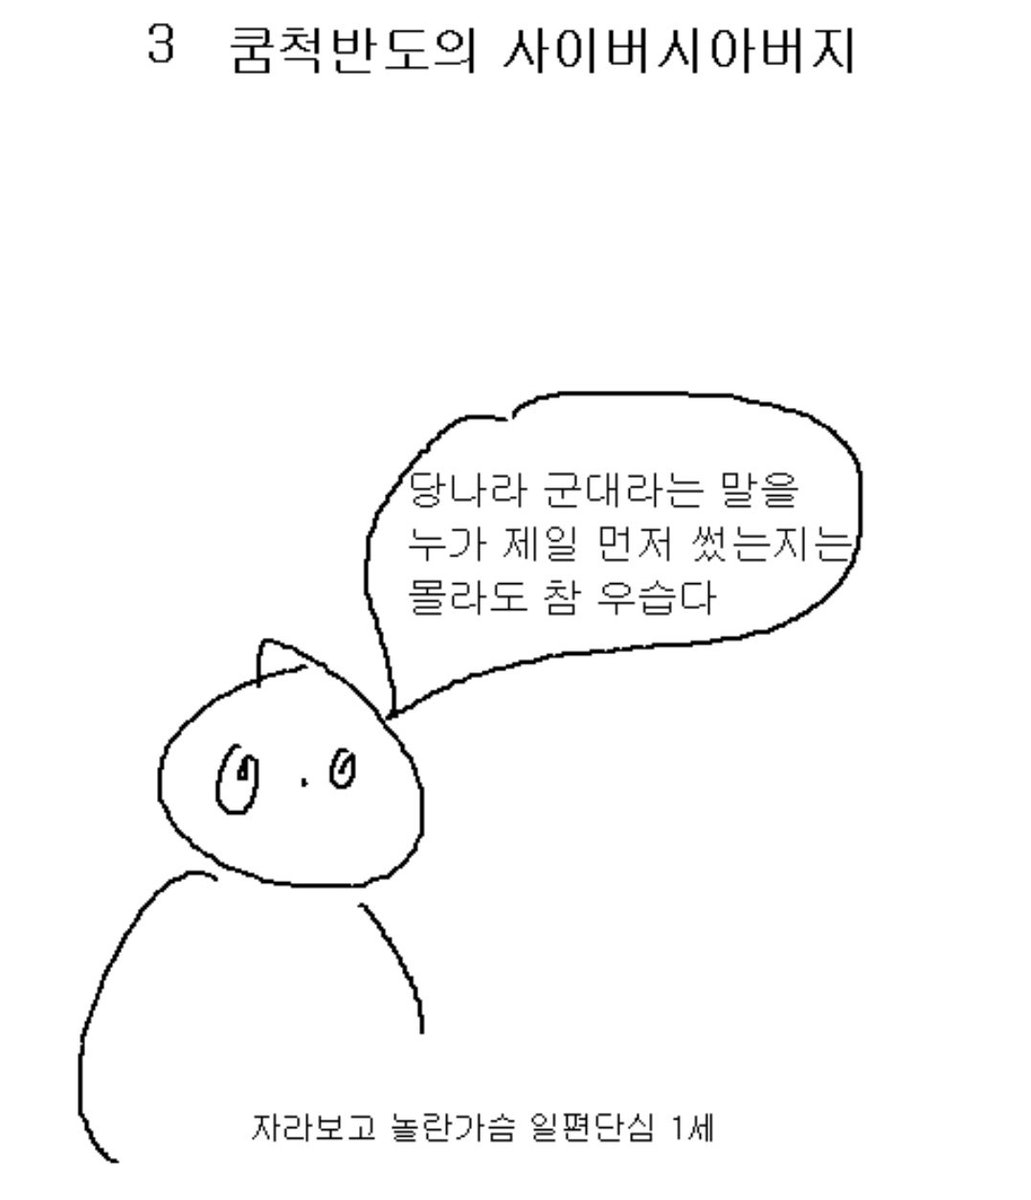 3 쿰척반도의 사이버시아버지
당나라 군대라는 말을
누가 제일 먼저 썼는지는
몰라도 참 우습다
자라보고 놀란가슴 일편단심 1세